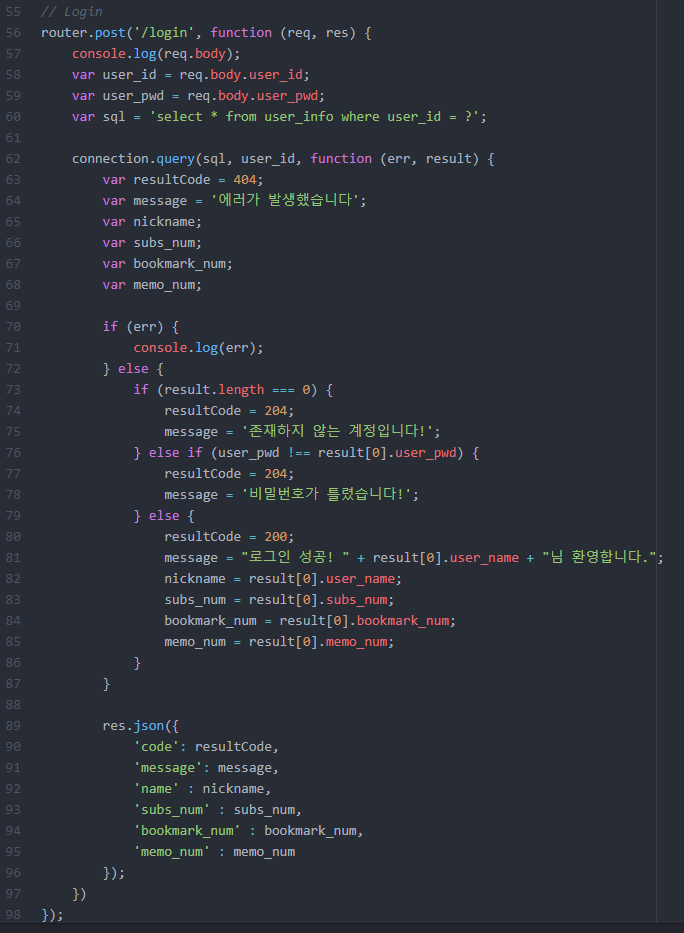 55 // Login
56 router.post('/login', function (req, res) {
57     console.log(req.body);
58     var user_id = req.body.user_id;
59     var user_pwd = req.body.user_pwd;
60     var sql = 'select * from user_info where user_id = ?';
61
62     connection.query(sql, user_id, function (err, result) {
63         var resultCode = 404;
64         var message = '에러가 발생했습니다';
65         var nickname;
66         var subs_num;
67         var bookmark_num;
68         var memo_num;
69
70         if (err) {
71             console.log(err);
72         } else {
73             if (result.length === 0) {
74                 resultCode = 204;
75                 message = '존재하지 않는 계정입니다!';
76             } else if (user_pwd !== result[0].user_pwd) {
77                 resultCode = 204;
78                 message = '비밀번호가 틀렸습니다!';
79             } else {
80                 resultCode = 200;
81                 message = "로그인 성공! " + result[0].user_name + "님 환영합니다.";
82                 nickname = result[0].user_name;
83                 subs_num = result[0].subs_num;
84                 bookmark_num = result[0].bookmark_num;
85                 memo_num = result[0].memo_num;
86             }
87         }
88
89         res.json({
90             'code': resultCode,
91             'message': message,
92             'name' : nickname,
93             'subs_num' : subs_num,
94             'bookmark_num' : bookmark_num,
95             'memo_num' : memo_num
96         });
97     })
98 });